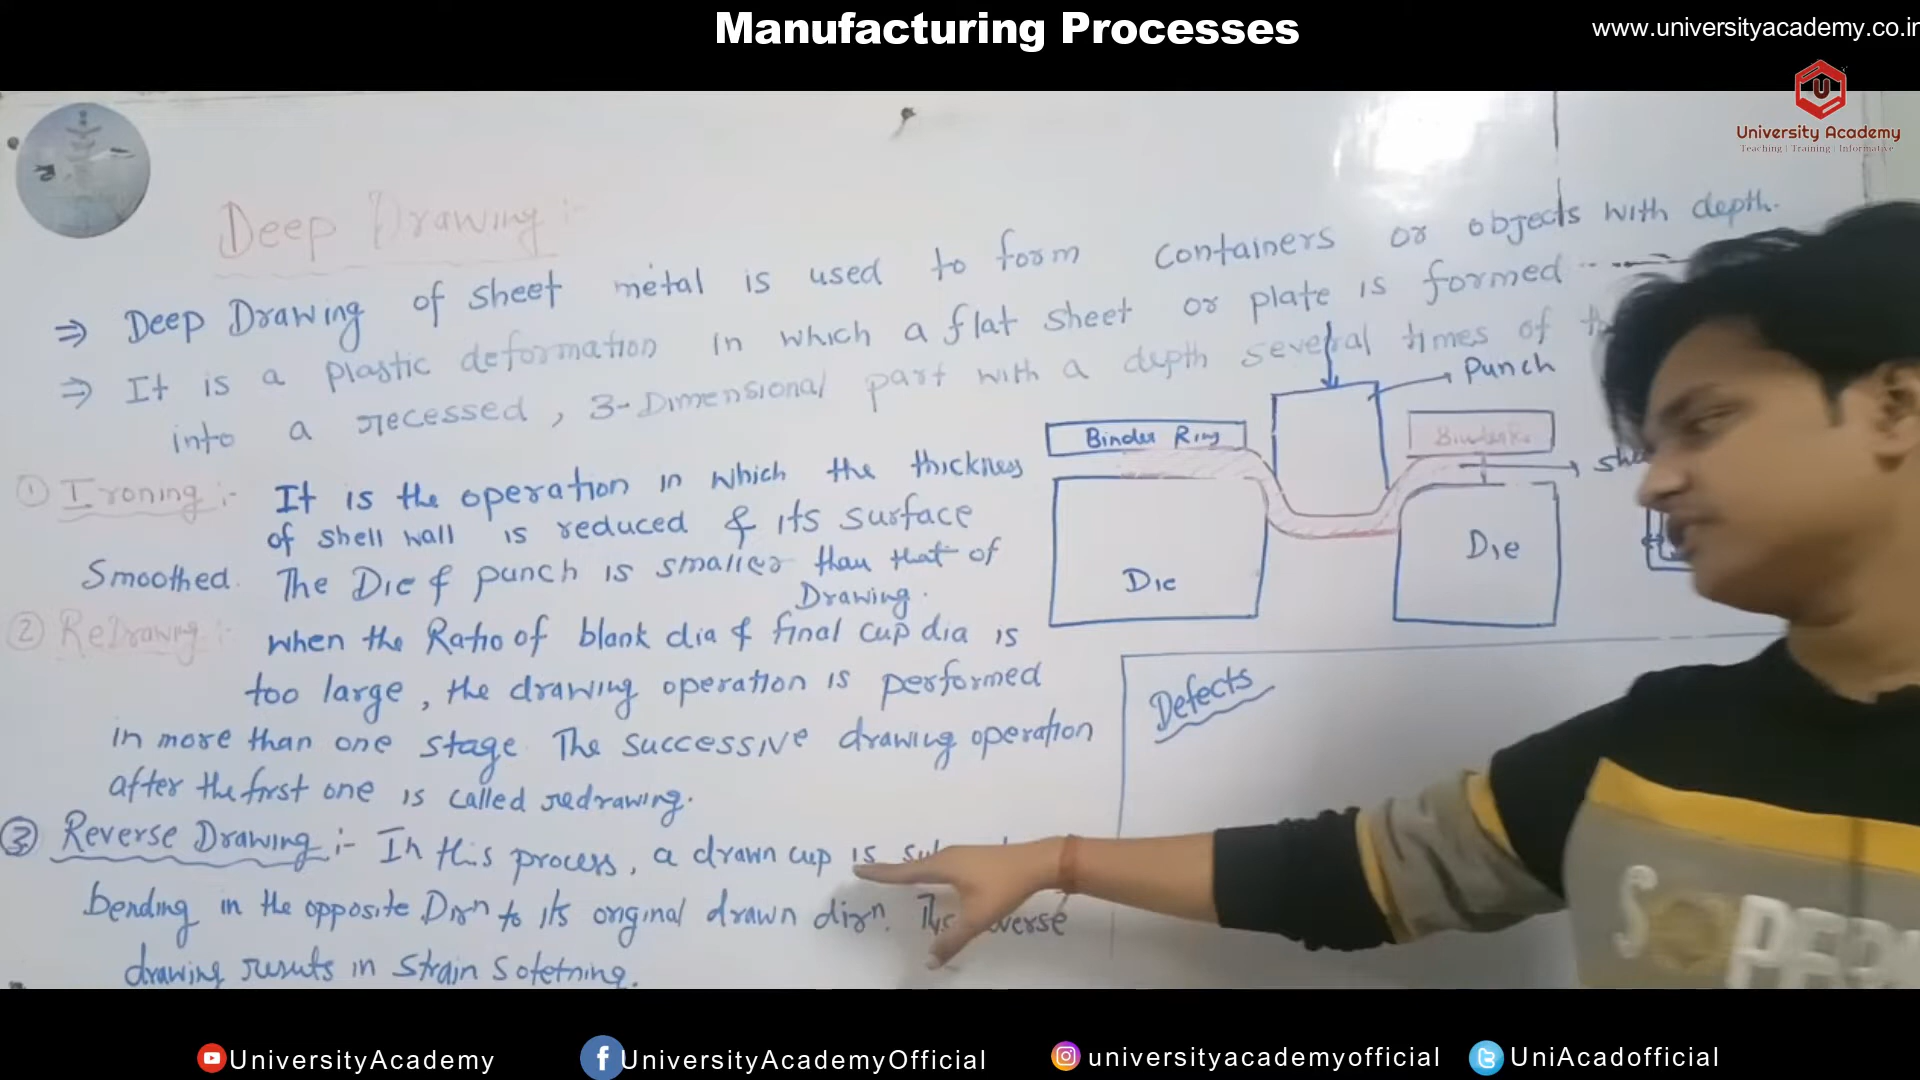 Manufacturing Processes
www.universityacademy.co.in
U
University Academy
Teaching | Training | Informative
Deep Drawing :-
⇒ Deep Drawing of sheet metal is used to form containers or objects with depth.
⇒ It is a plastic deformation in which a flat sheet or plate is formed
into a recessed, 3-Dimensional part with a depth several times of
① Ironing :- It is the operation in which the thickness
of shell wall is reduced & its surface
Smoothed. The Die & punch is smaller than that of
Drawing.
② ReDrawing :- when the Ratio of blank dia & final cup dia is
too large, the drawing operation is performed
in more than one stage. The successive drawing operation
after the first one is called redrawing.
③ Reverse Drawing :- In this process, a drawn cup is
bending in the opposite Dirn to its original drawn dirn. This
drawing results in Strain Sofetning.
Punch
Binder Ring
Die
Die
Defects
UniversityAcademy
UniversityAcademyOfficial
universityacademyofficial
UniAcadofficial